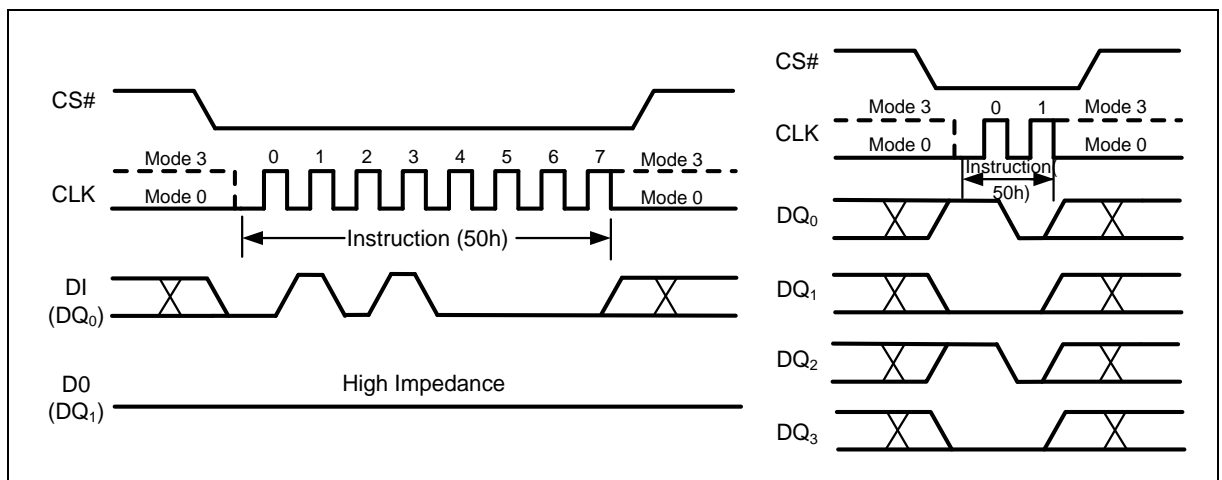 CS#
Mode 3 0 1 2 3 4 5 6 7 Mode 3
CLK
Mode 0 Mode 0
Instruction (50h)
DI
(DQ0)
D0
(DQ1)
High Impedance
CS#
Mode 3 0 1 Mode 3
CLK
Mode 0 Mode 0
Instruction(
50h)
DQ0
DQ1
DQ2
DQ3